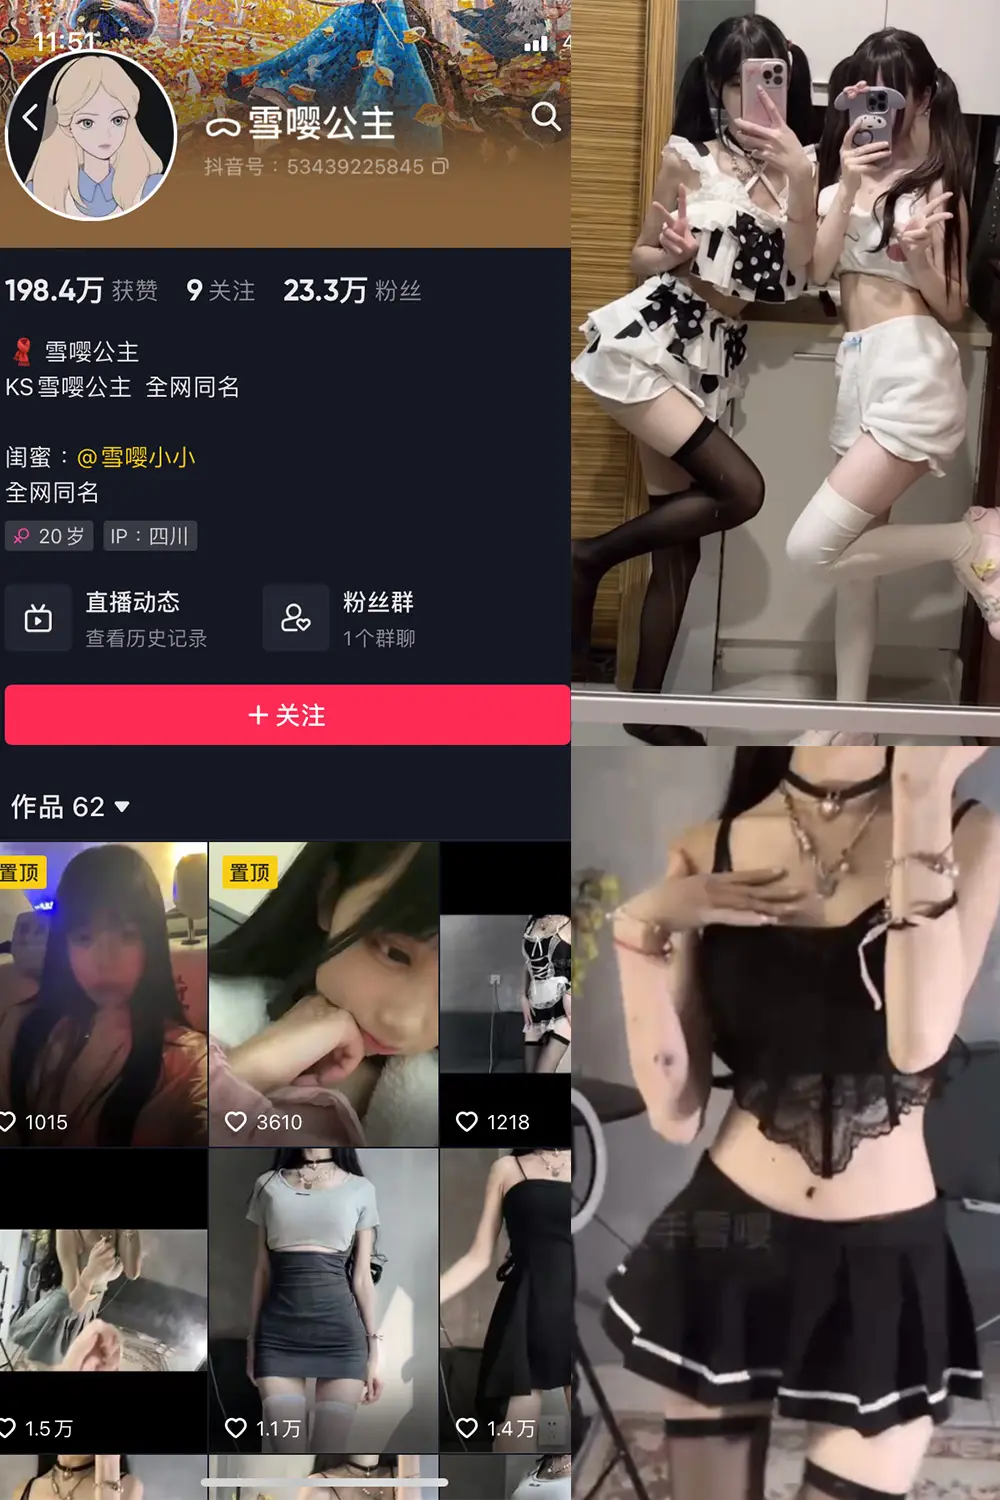 11:51
4
雪嘤公主
抖音号：53439225845
198.4万 获赞 9 关注 23.3万 粉丝
雪嘤公主
KS雪嘤公主 全网同名
闺蜜：@雪嘤小小
全网同名
20岁 IP：四川
直播动态
查看历史记录
粉丝群
1个群聊
+ 关注
作品 62
置顶
置顶
1015
3610
1218
1.5万
1.1万
1.4万
手雪嘤